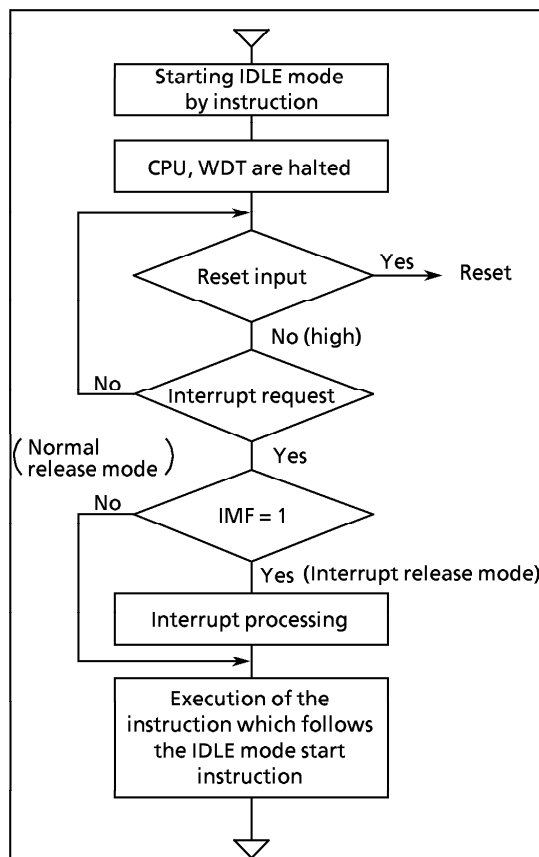 Starting IDLE mode
by instruction
CPU, WDT are halted
Reset input
Yes
Reset
No (high)
No
Interrupt request
(Normal
release mode)
Yes
No
IMF = 1
Yes (Interrupt release mode)
Interrupt processing
Execution of the
instruction which follows
the IDLE mode start
instruction